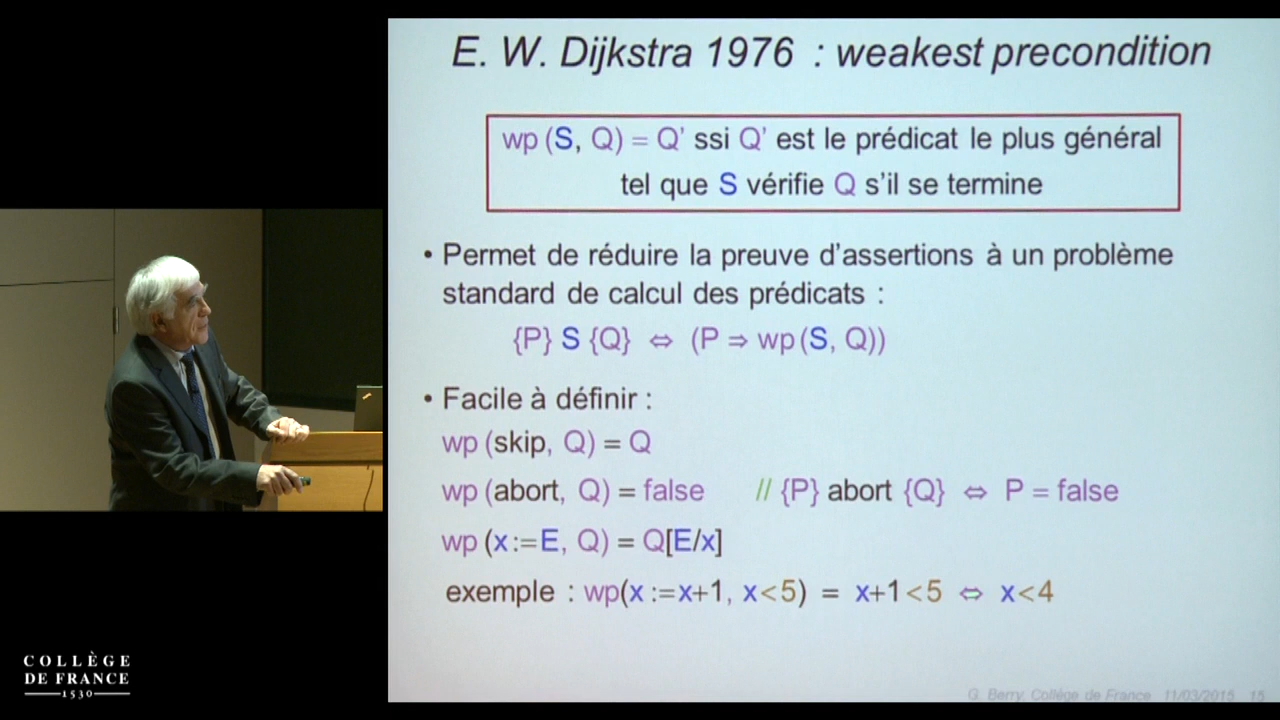 E. W. Dijkstra 1976 : weakest precondition
wp (S, Q) = Q' ssi Q' est le prédicat le plus général
tel que S vérifie Q s'il se termine
• Permet de réduire la preuve d'assertions à un problème
standard de calcul des prédicats :
{P} S {Q} ⇔ (P ⇒ wp (S, Q))
• Facile à définir :
wp (skip, Q) = Q
wp (abort, Q) = false // {P} abort {Q} ⇔ P = false
wp (x:=E, Q) = Q[E/x]
exemple : wp(x :=x+1, x<5) = x+1<5 ⇔ x<4
G. Berry, Collège de France 11/03/2015 15
COLLÈGE
DE FRANCE
1530